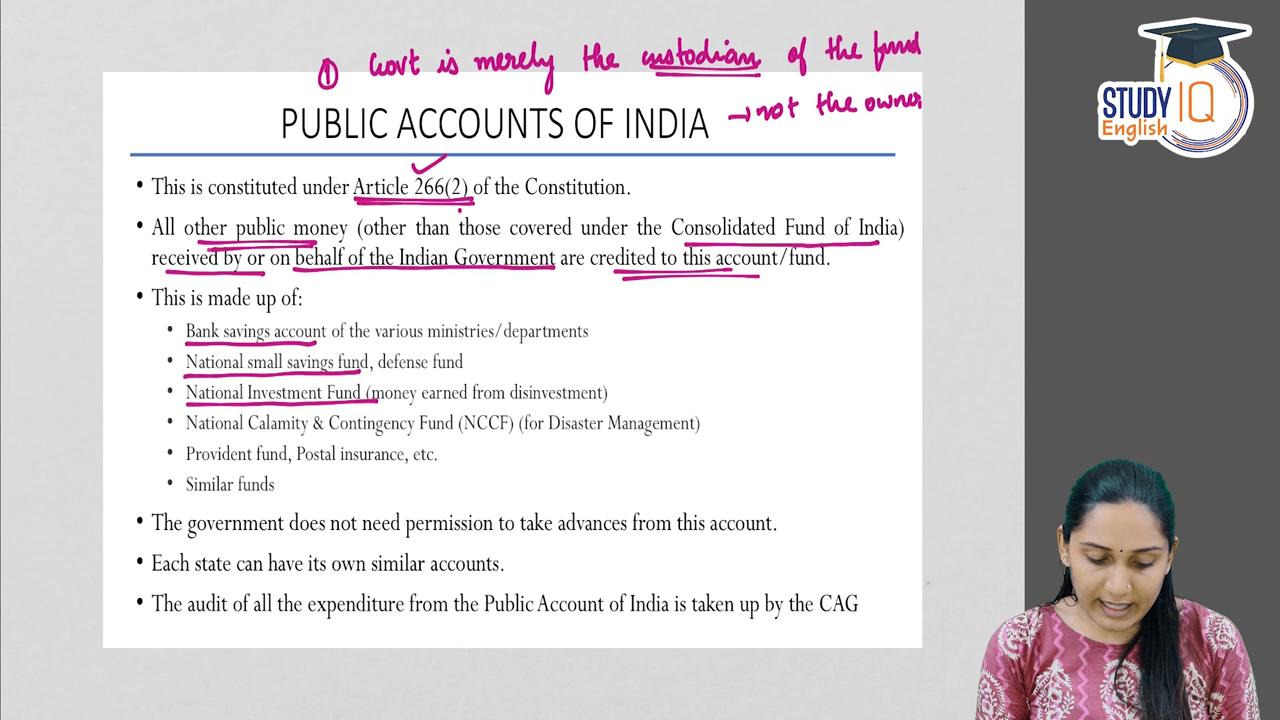 ① Govt is merely the custodian of the fund
→ not the owner
PUBLIC ACCOUNTS OF INDIA
• This is constituted under Article 266(2) of the Constitution.
• All other public money (other than those covered under the Consolidated Fund of India)
received by or on behalf of the Indian Government are credited to this account/fund.
• This is made up of:
• Bank savings account of the various ministries/departments
• National small savings fund, defense fund
• National Investment Fund (money earned from disinvestment)
• National Calamity & Contingency Fund (NCCF) (for Disaster Management)
• Provident fund, Postal insurance, etc.
• Similar funds
• The government does not need permission to take advances from this account.
• Each state can have its own similar accounts.
• The audit of all the expenditure from the Public Account of India is taken up by the CAG
STUDY IQ
English